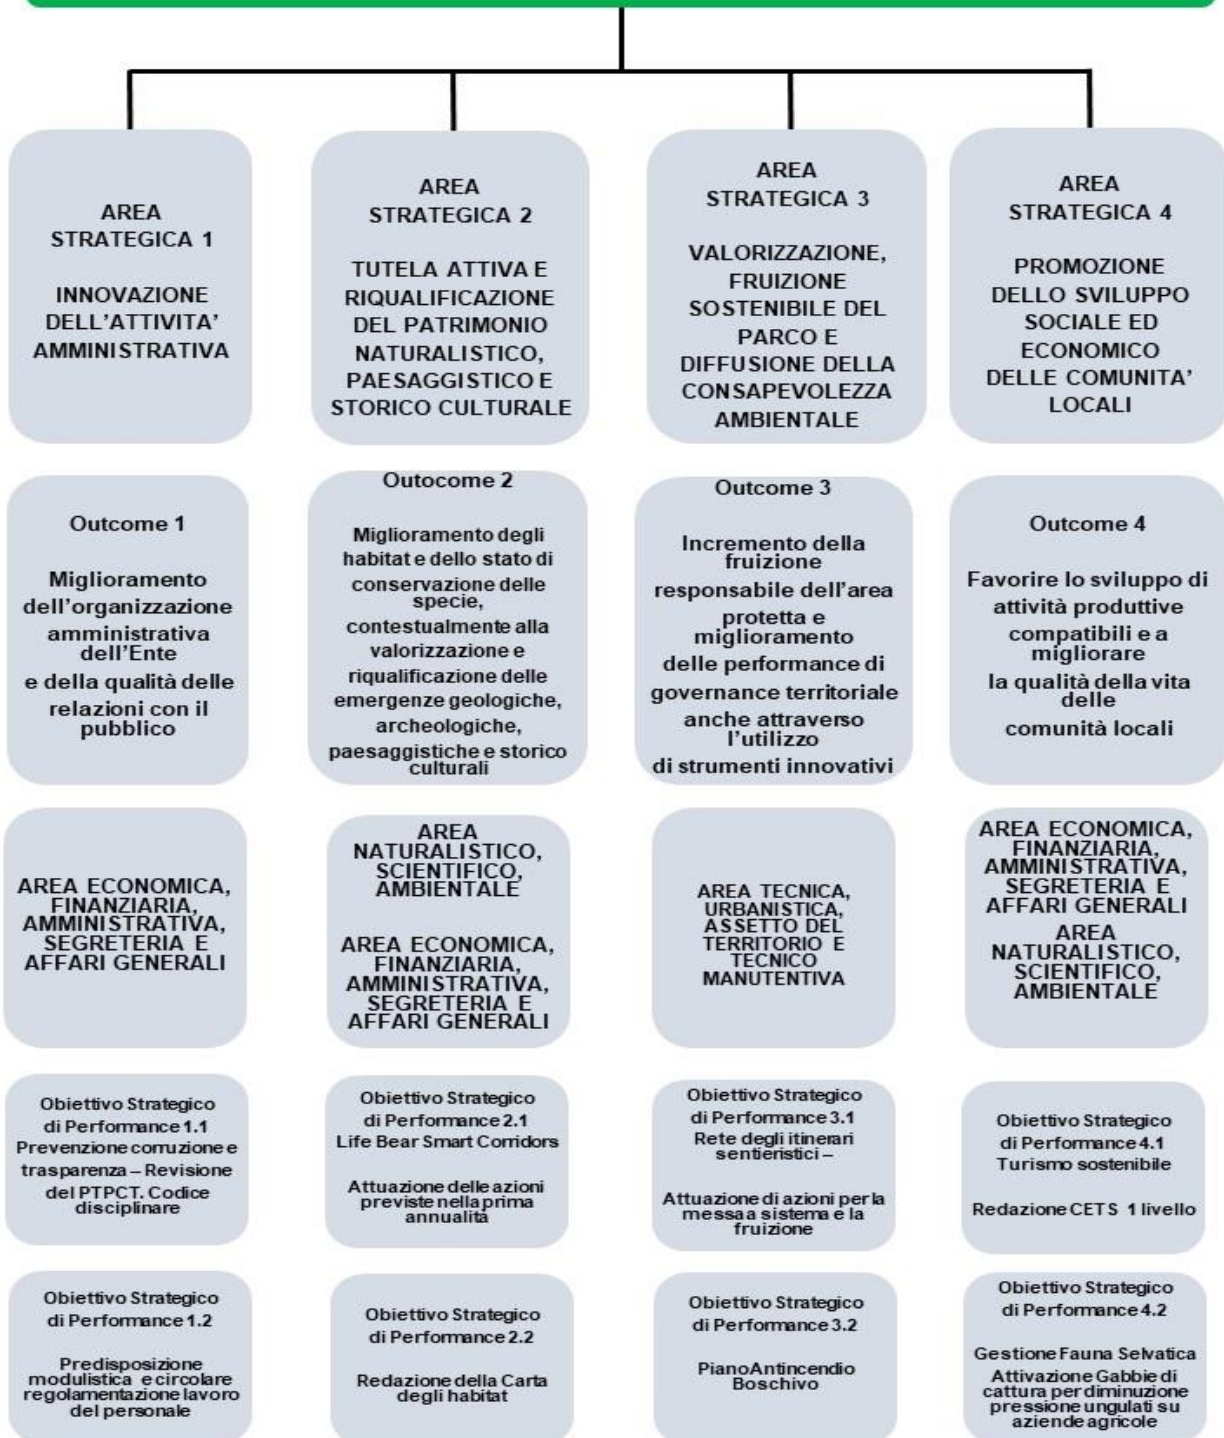 AREA
STRATEGICA 1
INNOVAZIONE
DELL'ATTIVITA'
AMMINISTRATIVA
AREA
STRATEGICA 2
TUTELA ATTIVA E
RIQUALIFICAZIONE
DEL PATRIMONIO
NATURALISTICO,
PAESAGGISTICO E
STORICO CULTURALE
AREA
STRATEGICA 3
VALORIZZAZIONE,
FRUIZIONE
SOSTENIBILE DEL
PARCO E
DIFFUSIONE DELLA
CONSAPEVOLEZZA
AMBIENTALE
AREA
STRATEGICA 4
PROMOZIONE
DELLO SVILUPPO
SOCIALE ED
ECONOMICO
DELLE COMUNITA'
LOCALI
Outcome 1
Miglioramento
dell'organizzazione
amministrativa
dell'Ente
e della qualità delle
relazioni con il
pubblico
Outocome 2
Miglioramento degli
habitat e dello stato di
conservazione delle
specie,
contestualmente alla
valorizzazione e
riqualificazione delle
emergenze geologiche,
archeologiche,
paesaggistiche e storico
culturali
Outcome 3
Incremento della
fruizione
responsabile dell'area
protetta e
miglioramento
delle performance di
governance territoriale
anche attraverso
l'utilizzo
di strumenti innovativi
Outcome 4
Favorire lo sviluppo di
attività produttive
compatibili e a
migliorare
la qualità della vita
delle
comunità locali
AREA ECONOMICA,
FINANZIARIA,
AMMINISTRATIVA,
SEGRETERIA E
AFFARI GENERALI
AREA
NATURALISTICO,
SCIENTIFICO,
AMBIENTALE
AREA ECONOMICA,
FINANZIARIA,
AMMINISTRATIVA,
SEGRETERIA E
AFFARI GENERALI
AREA TECNICA,
URBANISTICA,
ASSETTO DEL
TERRITORIO E
TECNICO
MANUTENTIVA
AREA ECONOMICA,
FINANZIARIA,
AMMINISTRATIVA,
SEGRETERIA E
AFFARI GENERALI
AREA
NATURALISTICO,
SCIENTIFICO,
AMBIENTALE
Obiettivo Strategico
di Performance 1.1
Prevenzione corruzione e
trasparenza – Revisione
del PTPCT. Codice
disciplinare
Obiettivo Strategico
di Performance 2.1
Life Bear Smart Corridors
Attuazione delle azioni
previste nella prima
annualità
Obiettivo Strategico
di Performance 3.1
Rete degli itinerari
sentieristici –
Attuazione di azioni per la
messa a sistema e la
fruizione
Obiettivo Strategico
di Performance 4.1
Turismo sostenibile
Redazione CETS 1 livello
Obiettivo Strategico
di Performance 1.2
Predisposizione
modulistica e circolare
regolamentazione lavoro
del personale
Obiettivo Strategico
di Performance 2.2
Redazione della Carta
degli habitat
Obiettivo Strategico
di Performance 3.2
Piano Antincendio
Boschivo
Obiettivo Strategico
di Performance 4.2
Gestione Fauna Selvatica
Attivazione Gabbie di
cattura per diminuzione
pressione ungulati su
aziende agricole